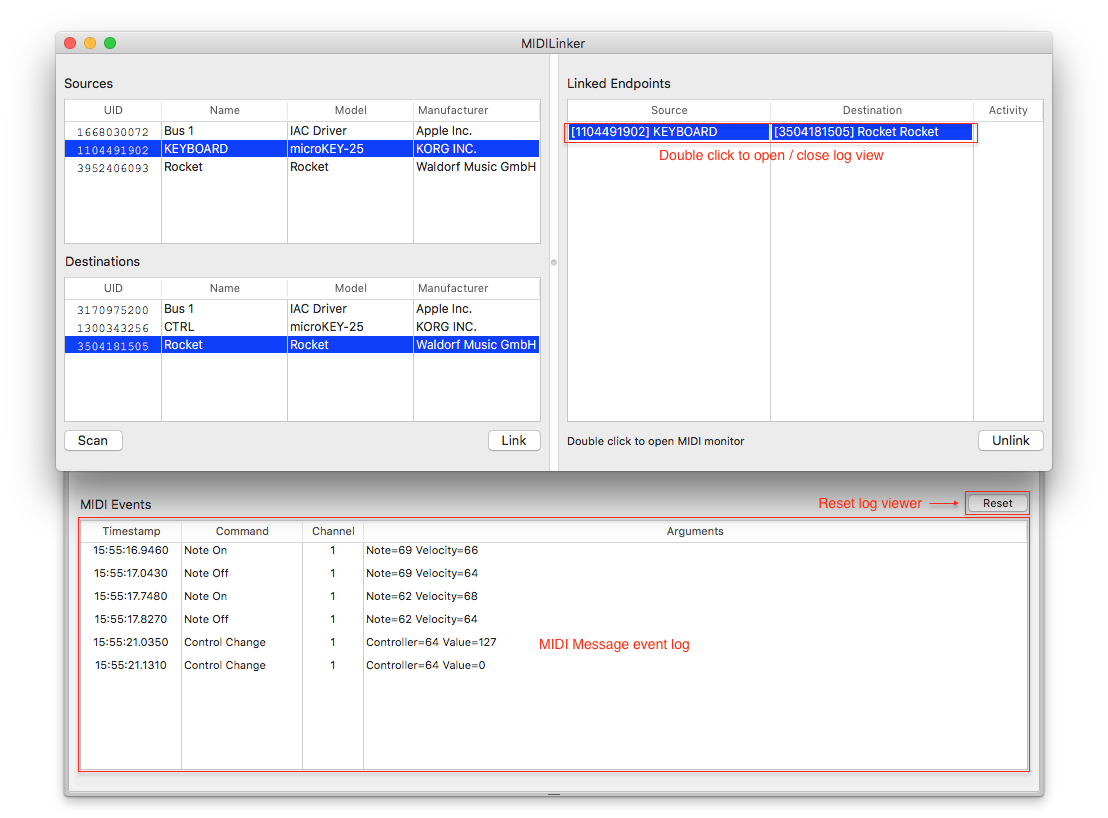 MIDILinker
Sources
UID Name Model Manufacturer
1668030072 Bus 1 IAC Driver Apple Inc.
1104491902 KEYBOARD microKEY-25 KORG INC.
3952406093 Rocket Rocket Waldorf Music GmbH
Destinations
UID Name Model Manufacturer
3170975200 Bus 1 IAC Driver Apple Inc.
1300343256 CTRL microKEY-25 KORG INC.
3504181505 Rocket Rocket Waldorf Music GmbH
Scan Link
Linked Endpoints
Source Destination Activity
[1104491902] KEYBOARD [3504181505] Rocket Rocket
Double click to open / close log view
Double click to open MIDI monitor Unlink
MIDI Events Reset log viewer Reset
Timestamp Command Channel Arguments
15:55:16.9460 Note On 1 Note=69 Velocity=66
15:55:17.0430 Note Off 1 Note=69 Velocity=64
15:55:17.7480 Note On 1 Note=62 Velocity=68
15:55:17.8270 Note Off 1 Note=62 Velocity=64
15:55:21.0350 Control Change 1 Controller=64 Value=127
MIDI Message event log
15:55:21.1310 Control Change 1 Controller=64 Value=0